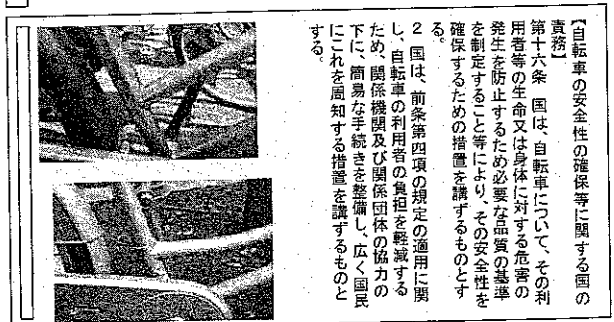 【自転車の安全性の確保等に関する国の
責務】
第十六条　国は、自転車について、その利
用者等の生命又は身体に対する危害の
発生を防止するため必要な品質の基準
を制定すること等により、その安全性を
確保するための措置を講ずるものとす
る。
２　国は、前条第四項の規定の適用に関
し、自転車の利用者の負担を軽減する
ため、関係機関及び関係団体の協力の
下に、簡易な手続きを整備し、広く国民
にこれを周知する措置を講ずるものと
する。